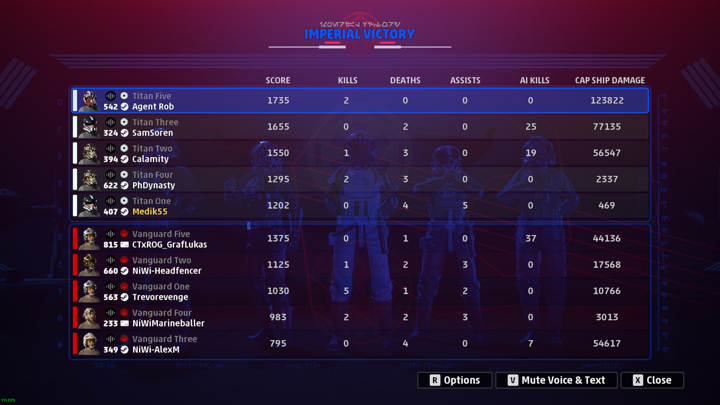 IMPERIAL VICTORY
SCORE KILLS DEATHS ASSISTS AI KILLS CAP SHIP DAMAGE
Titan Five
542 Agent Rob 1735 2 0 0 0 123822
Titan Three
324 SamSoren 1655 0 2 0 25 77135
Titan Two
394 Calamity 1550 1 3 0 19 56547
Titan Four
622 PhDynasty 1295 2 3 0 0 2337
Titan One
407 Medik55 1202 0 4 5 0 469
Vanguard Five
815 CTxROG_GrafLukas 1375 0 1 0 37 44136
Vanguard Two
660 NiWi-Headfencer 1125 1 2 3 0 17568
Vanguard One
563 Trevorevenge 1030 5 1 2 0 10766
Vanguard Four
233 NiWiMarineballer 983 2 2 3 0 3013
Vanguard Three
349 NiWi-AlexM 795 0 4 0 7 54617
R Options V Mute Voice & Text X Close